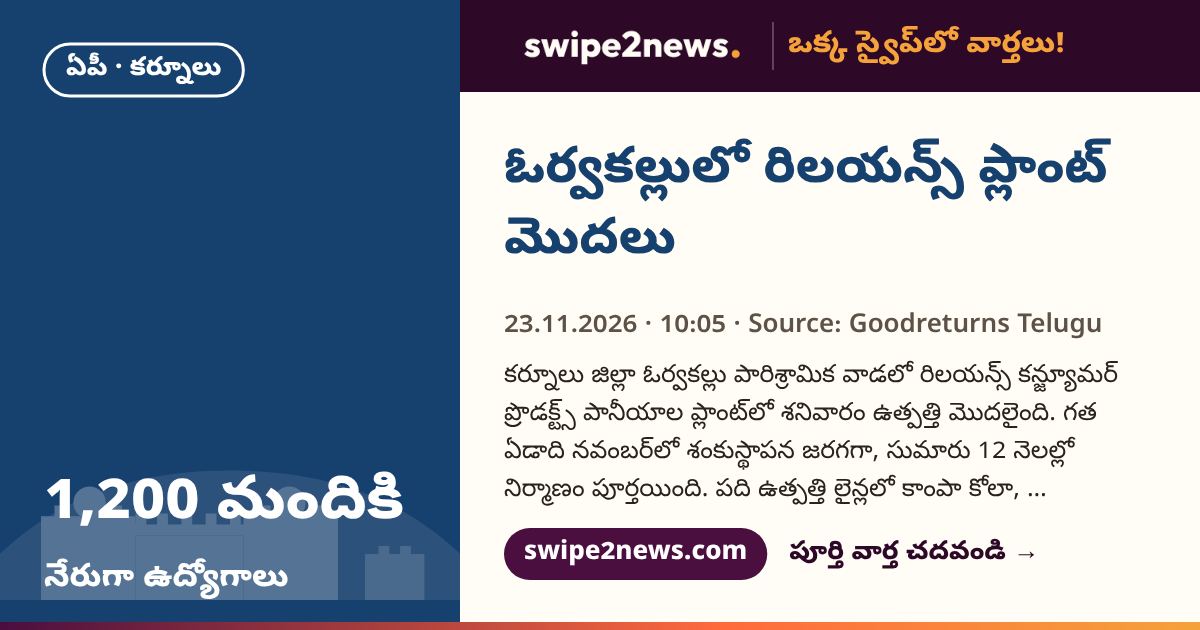 ఏపీ · కర్నూలు
1,200 మందికి
నేరుగా ఉద్యోగాలు
swipe2news.
ఒక్క స్వైప్‌లో వార్తలు!
ఓర్వకల్లులో రిలయన్స్ ప్లాంట్
మొదలు
23.11.2026 · 10:05 · Source: Goodreturns Telugu
కర్నూలు జిల్లా ఓర్వకల్లు పారిశ్రామిక వాడలో రిలయన్స్ కన్జ్యూమర్
ప్రొడక్ట్స్ పానీయాల ప్లాంట్‌లో శనివారం ఉత్పత్తి మొదలైంది. గత
ఏడాది నవంబర్‌లో శంకుస్థాపన జరగగా, సుమారు 12 నెలల్లో
నిర్మాణం పూర్తయింది. పది ఉత్పత్తి లైన్లలో కాంపా కోలా, ...
swipe2news.com
పూర్తి వార్త చదవండి →